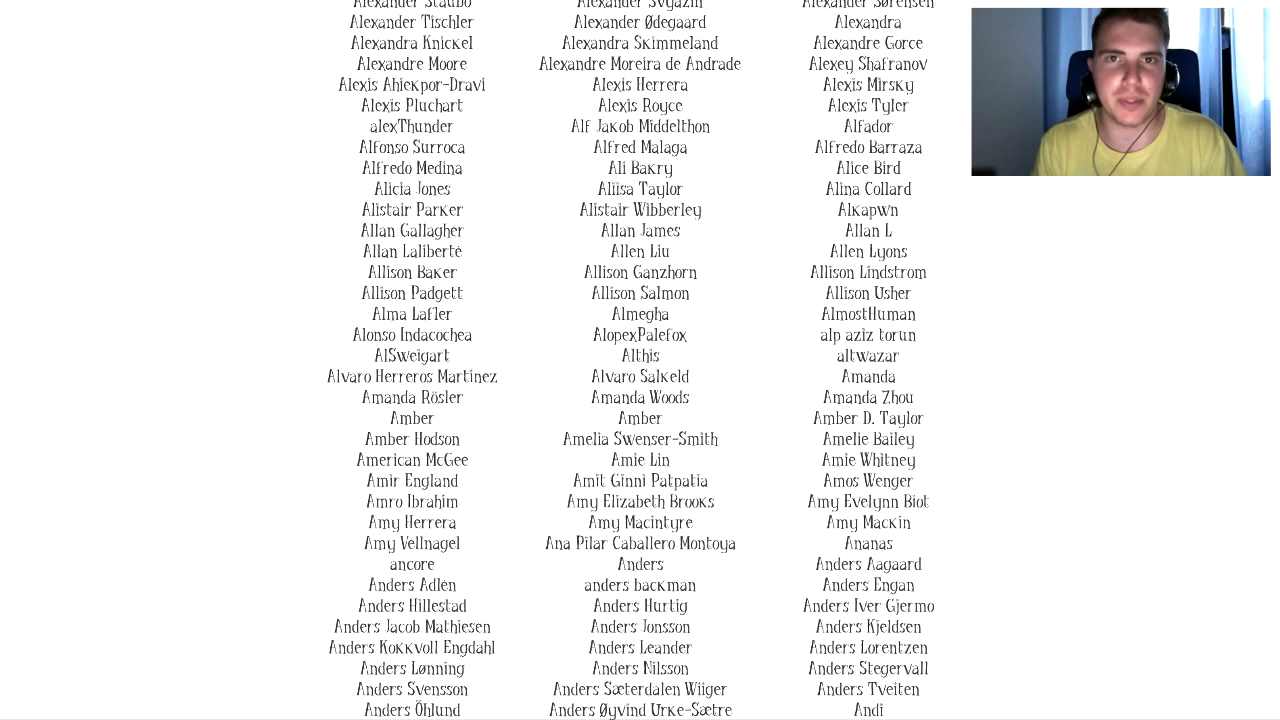 Alexander Staubo Alexander Svyazin Alexander Sørensen
Alexander Tischler Alexander Ødegaard Alexandra
Alexandra Knickel Alexandra Skimmeland Alexandre Gorce
Alexandre Moore Alexandre Moreira de Andrade Alexey Shafranov
Alexis Ahiekpor-Dravi Alexis Herrera Alexis Mirsky
Alexis Pluchart Alexis Royce Alexis Tyler
alexThunder Alf Jakob Middelthon Alfador
Alfonso Surroca Alfred Malaga Alfredo Barraza
Alfredo Medina Ali Bakry Alice Bird
Alicia Jones Aliisa Taylor Alina Collard
Alistair Parker Alistair Wibberley Alkapwn
Allan Gallagher Allan James Allan L
Allan Laliberté Allen Liu Allen Lyons
Allison Baker Allison Ganzhorn Allison Lindstrom
Allison Padgett Allison Salmon Allison Usher
Alma Lafler Almegha AlmostHuman
Alonso Indacochea AlopexPalefox alp aziz torun
AlSweigart Althis altwazar
Alvaro Herreros Martinez Alvaro Salkeld Amanda
Amanda Rösler Amanda Woods Amanda Zhou
Amber Amber Amber D. Taylor
Amber Hodson Amelia Swenser-Smith Amelie Bailey
American McGee Amie Lin Amie Whitney
Amir England Amit Ginni Patpatia Amos Wenger
Amro Ibrahim Amy Elizabeth Brooks Amy Evelynn Biot
Amy Herrera Amy Macintyre Amy Mackin
Amy Vellnagel Ana Pilar Caballero Montoya Ananas
ancore Anders Anders Aagaard
Anders Adlén anders backman Anders Engan
Anders Hillestad Anders Hurtig Anders Iver Gjermo
Anders Jacob Mathiesen Anders Jonsson Anders Kjeldsen
Anders Kokkvoll Engdahl Anders Leander Anders Lorentzen
Anders Lønning Anders Nilsson Anders Stegervall
Anders Svensson Anders Sæterdalen Wiiger Anders Tveiten
Anders Öhlund Anders Øyvind Urke-Sætre Andi